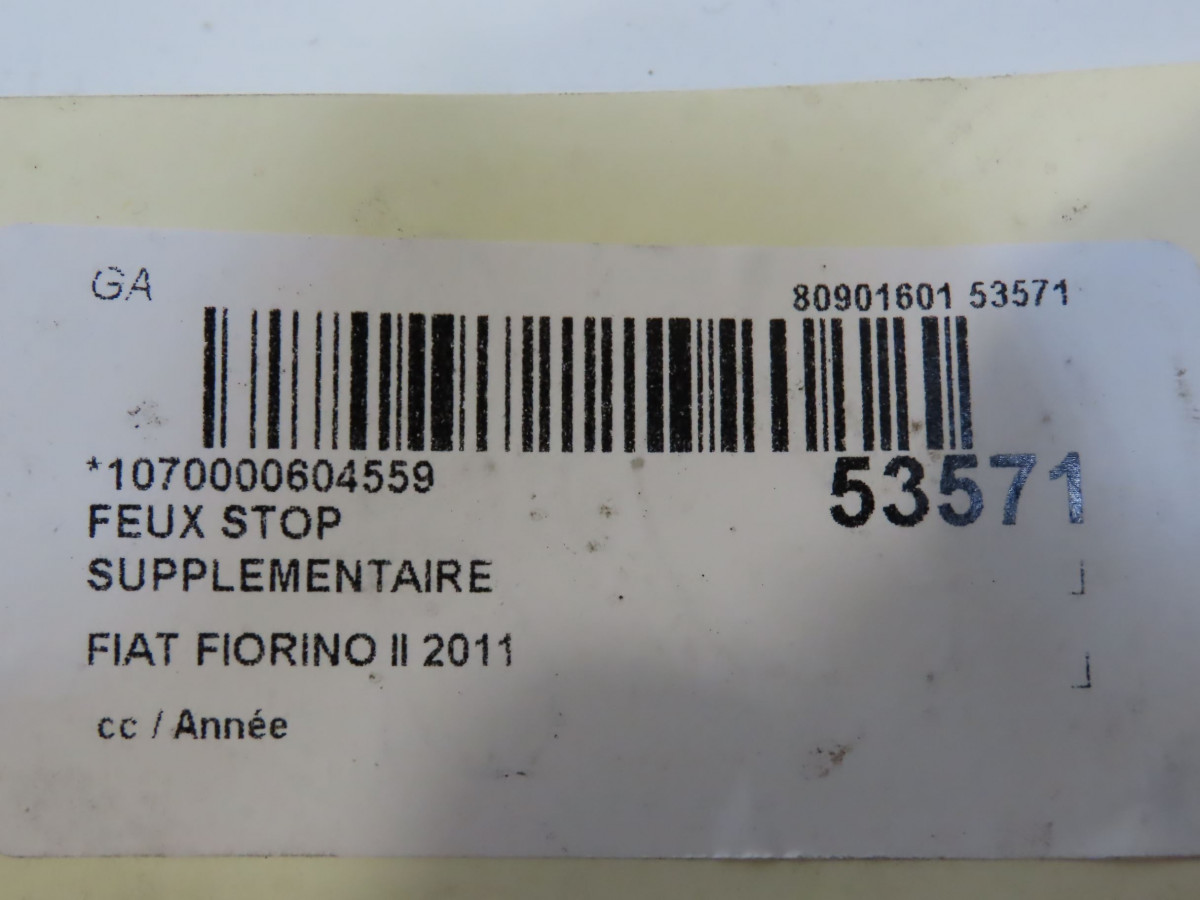 GA
80901601 53571
*1070000604559
53571
FEUX STOP
SUPPLEMENTAIRE
FIAT FIORINO II 2011
cc / Année